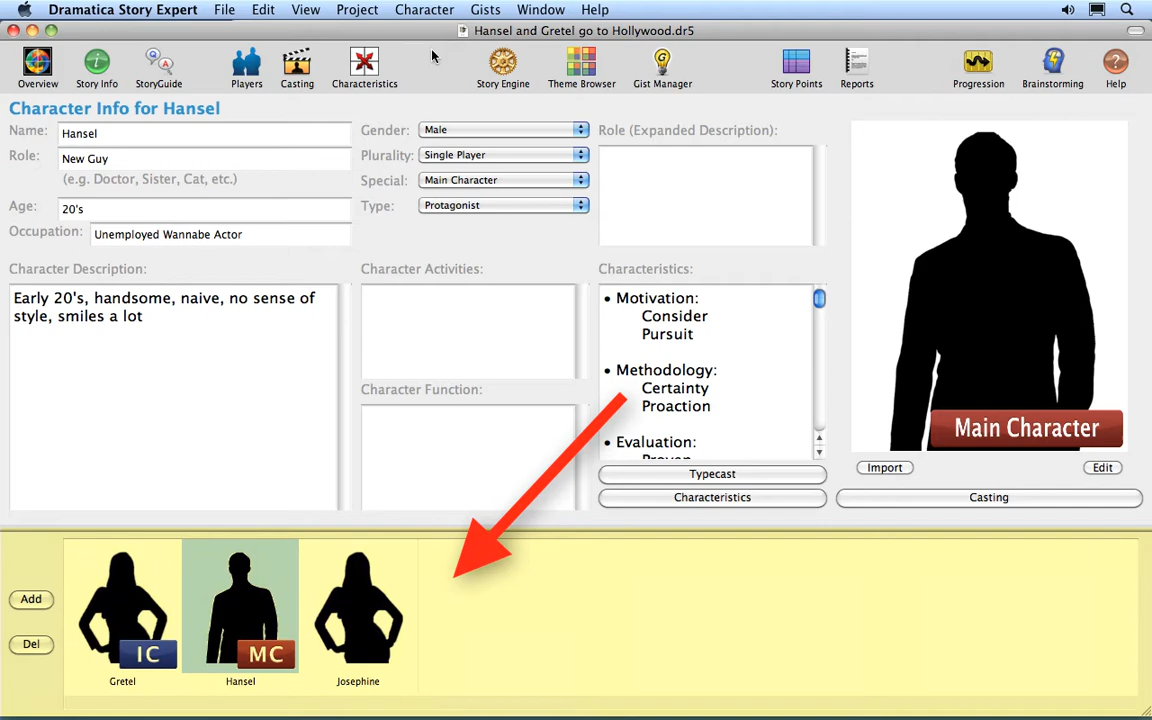 Dramatica Story Expert File Edit View Project Character Gists Window Help
Hansel and Gretel go to Hollywood.dr5
Overview Story Info StoryGuide Players Casting Characteristics Story Engine Theme Browser Gist Manager Story Points Reports Progression Brainstorming Help
Character Info for Hansel
Name: Hansel
Role: New Guy
(e.g. Doctor, Sister, Cat, etc.)
Age: 20's
Occupation: Unemployed Wannabe Actor
Gender: Male
Plurality: Single Player
Special: Main Character
Type: Protagonist
Role (Expanded Description):
Character Description:
Early 20's, handsome, naive, no sense of
style, smiles a lot
Character Activities:
Character Function:
Characteristics:
• Motivation:
Consider
Pursuit
• Methodology:
Certainty
Proaction
• Evaluation:
Proven
Typecast
Characteristics
Main Character
Import Edit
Casting
Add
Del
IC
MC
Gretel Hansel Josephine